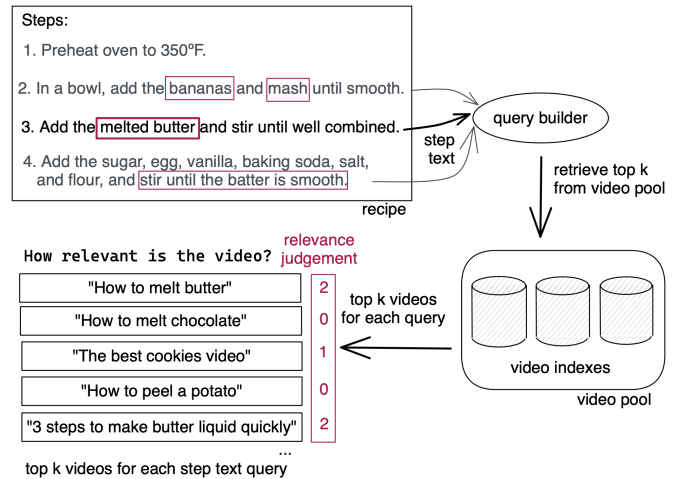 Steps:
1. Preheat oven to 350ºF.
2. In a bowl, add the bananas and mash until smooth.
3. Add the melted butter and stir until well combined.
4. Add the sugar, egg, vanilla, baking soda, salt,
and flour, and stir until the batter is smooth.
recipe
step
text
query builder
retrieve top k
from video pool
video indexes
video pool
top k videos
for each query
relevance
judgement
How relevant is the video?
"How to melt butter" 2
"How to melt chocolate" 0
"The best cookies video" 1
"How to peel a potato" 0
"3 steps to make butter liquid quickly" 2
...
top k videos for each step text query